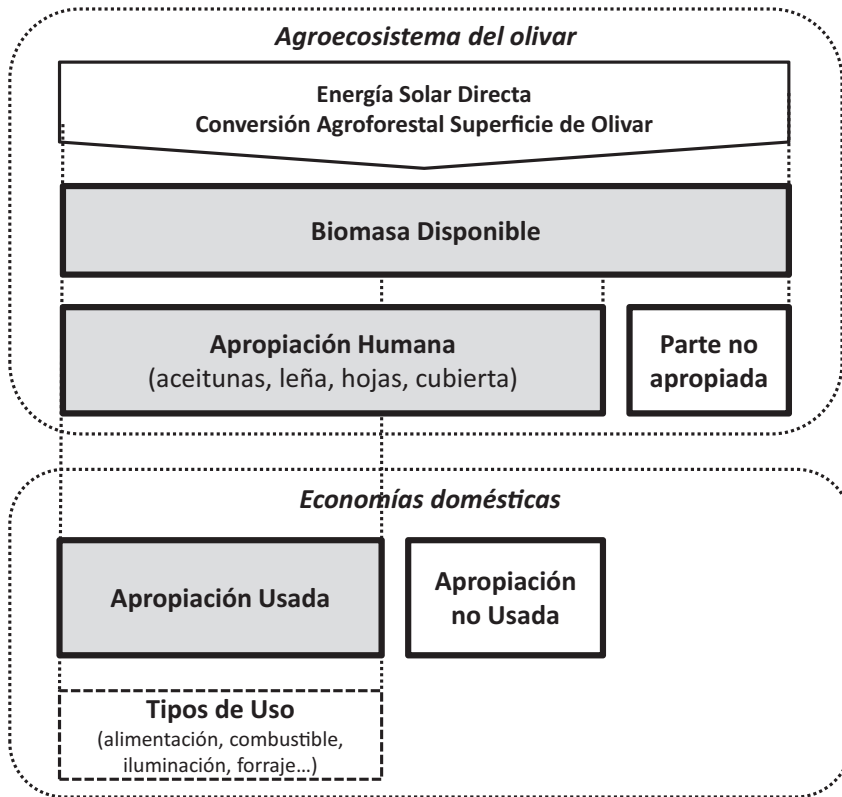 Agroecosistema del olivar
Energía Solar Directa
Conversión Agroforestal Superficie de Olivar
Biomasa Disponible
Apropiación Humana
(aceitunas, leña, hojas, cubierta)
Parte no
apropiada
Economías domésticas
Apropiación Usada
Apropiación
no Usada
Tipos de Uso
(alimentación, combustible,
iluminación, forraje...)